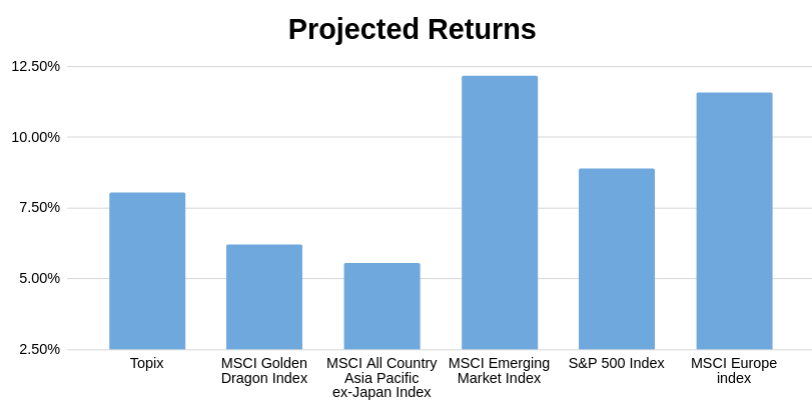 Projected Returns
12.50%
10.00%
7.50%
5.00%
2.50%
Topix
MSCI Golden
Dragon Index
MSCI All Country
Asia Pacific
ex-Japan Index
MSCI Emerging
Market Index
S&P 500 Index
MSCI Europe
index